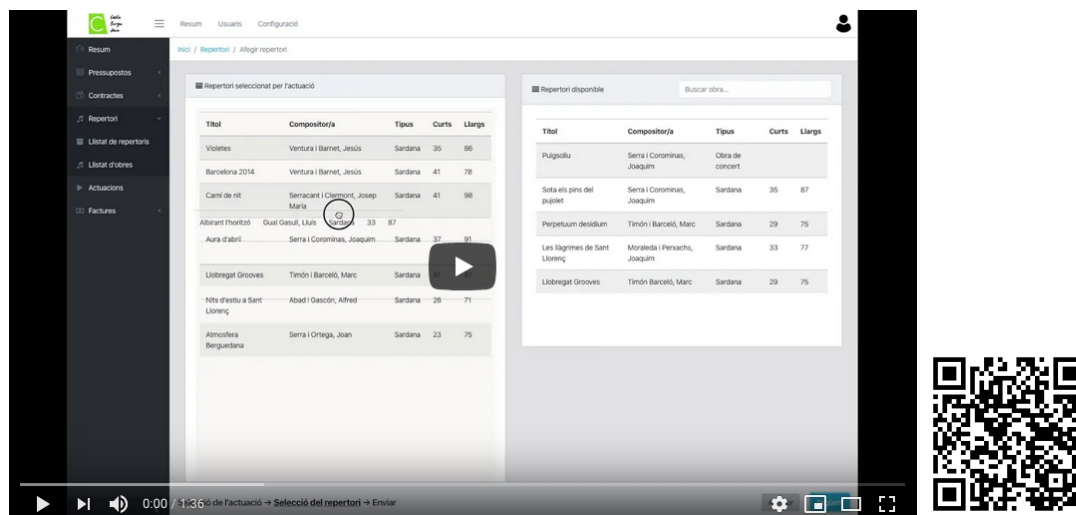 Cobla
Berga
Jove
Resum Usuaris Configuració
Inici / Repertori / Afegir repertori
Resum
Pressupostos
Contractes
Repertori
Llistat de repertoris
Llistat d'obres
Actuacions
Factures
Repertori seleccionat per l'actuació
Títol Compositor/a Tipus Curts Llargs
Violetes Ventura i Barnet, Jesús Sardana 35 86
Barcelona 2014 Ventura i Barnet, Jesús Sardana 41 78
Camí de nit Serracant i Clermont, Josep Sardana 41 98
Maria
Albirant l'horitzó Gual Gasull, Lluís Sardana 33 87
Aura d'abril Serra i Corominas, Joaquim Sardana 37 91
Llobregat Grooves Timón i Barceló, Marc Sardana
Nits d'estiu a Sant Abad i Gascón, Alfred Sardana 26 71
Llorenç
Atmosfera Serra i Ortega, Joan Sardana 23 75
Berguedana
Repertori disponible Buscar obra...
Títol Compositor/a Tipus Curts Llargs
Puigsoliu Serra i Corominas, Obra de
Joaquim concert
Sota els pins del Serra i Corominas, Sardana 35 87
pujolet Joaquim
Perpetuum desidium Timón i Barceló, Marc Sardana 29 75
Les llàgrimes de Sant Moraleda i Perxachs, Sardana 33 77
Llorenç Joaquim
Llobregat Grooves Timón Barceló, Marc Sardana 29 75
0:00 / 1:36 de l'actuació → Selecció del repertori → Enviar